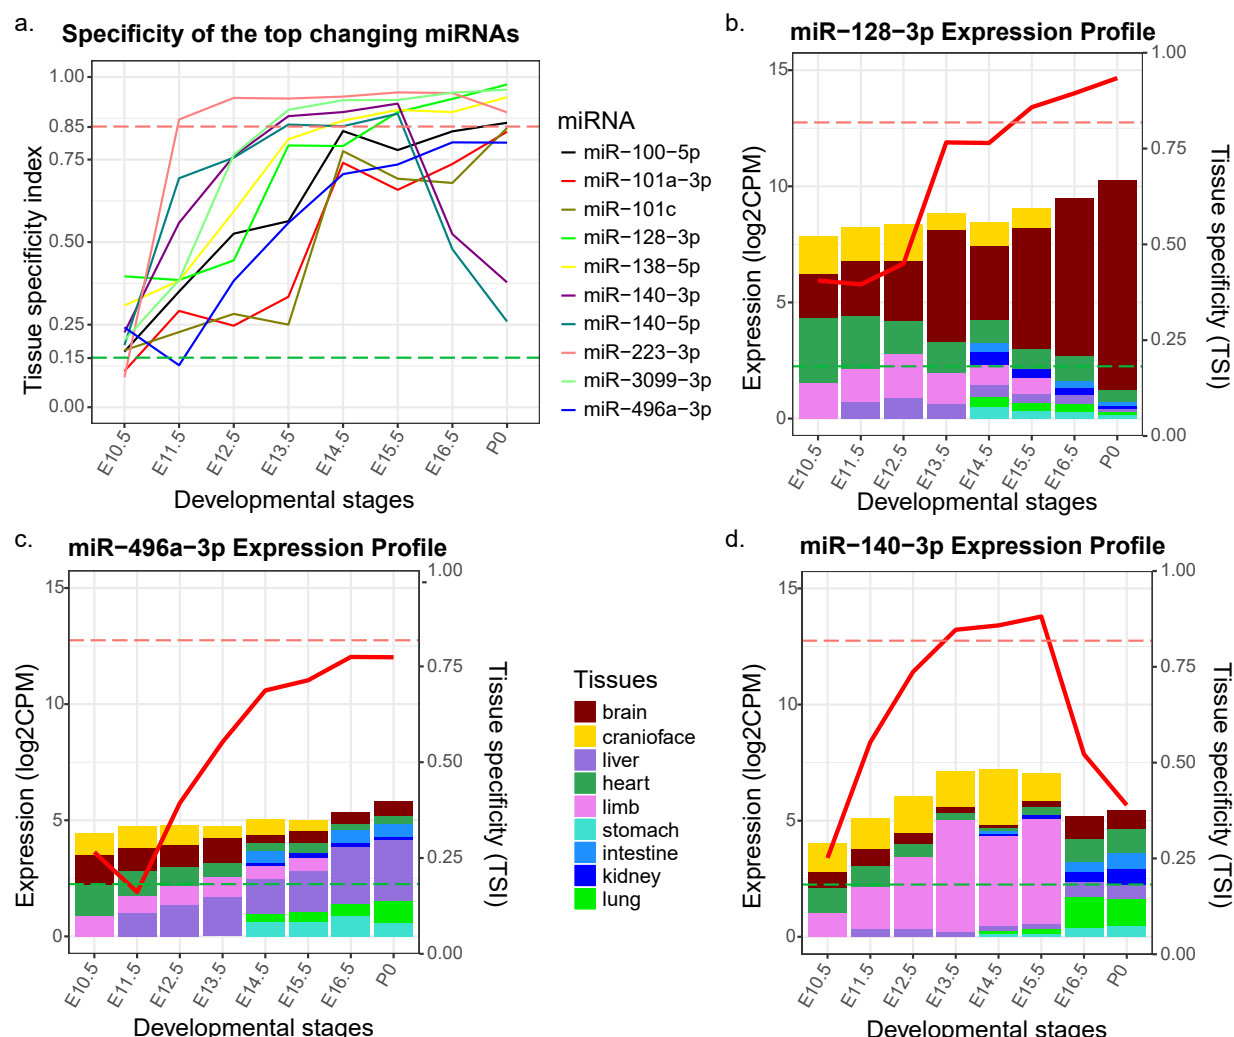 a.
Specificity of the top changing miRNAs
1.00
0.85
0.75
0.50
0.25
0.15
0.00
Tissue specificity index
E10.5
E11.5
E12.5
E13.5
E14.5
E15.5
E16.5
P0
Developmental stages
miRNA
miR−100−5p
miR−101a−3p
miR−101c
miR−128−3p
miR−138−5p
miR−140−3p
miR−140−5p
miR−223−3p
miR−3099−3p
miR−496a−3p
b.
miR−128−3p Expression Profile
15
10
5
0
Expression (log2CPM)
1.00
0.75
0.50
0.25
0.00
Tissue specificity (TSI)
E10.5
E11.5
E12.5
E13.5
E14.5
E15.5
E16.5
P0
Developmental stages
c.
miR−496a−3p Expression Profile
15
10
5
0
Expression (log2CPM)
1.00
0.75
0.50
0.25
0.00
Tissue specificity (TSI)
E10.5
E11.5
E12.5
E13.5
E14.5
E15.5
E16.5
P0
Developmental stages
Tissues
brain
cranioface
liver
heart
limb
stomach
intestine
kidney
lung
d.
miR−140−3p Expression Profile
15
10
5
0
Expression (log2CPM)
1.00
0.75
0.50
0.25
0.00
Tissue specificity (TSI)
E10.5
E11.5
E12.5
E13.5
E14.5
E15.5
E16.5
P0
Developmental stages